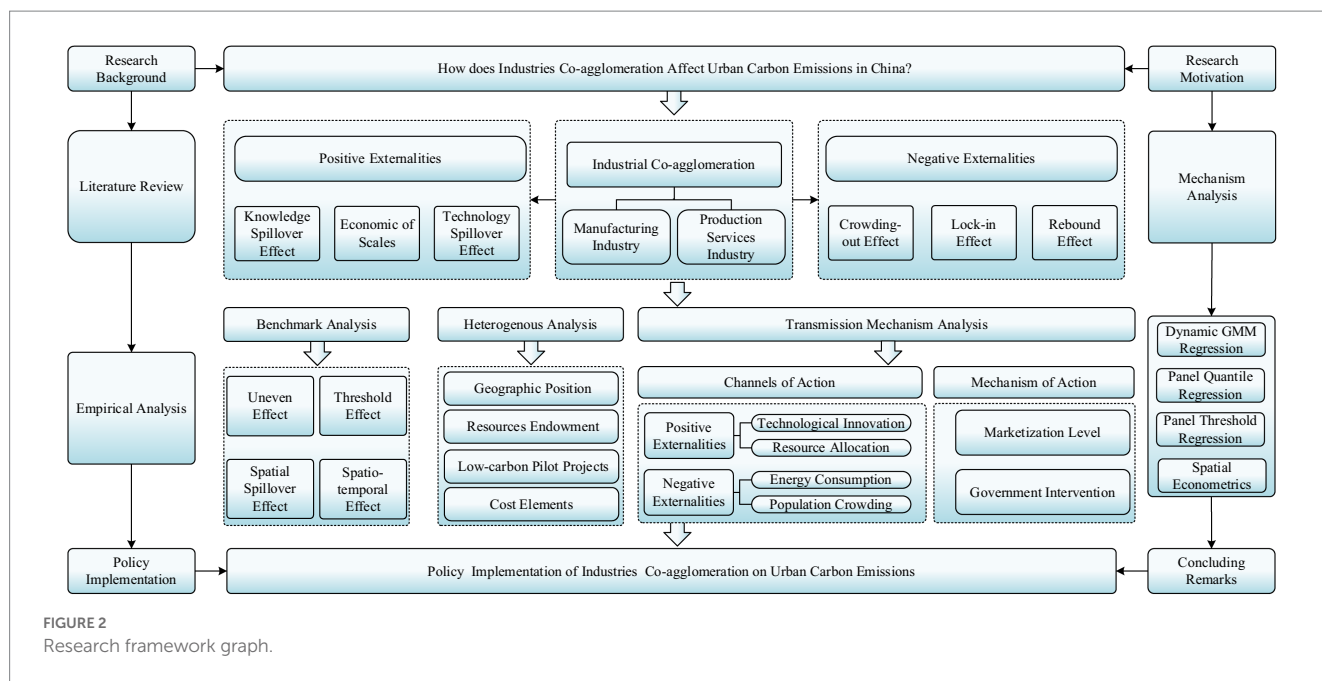 Research
Background
How does Industries Co-agglomeration Affect Urban Carbon Emissions in China?
Research
Motivation
Literature Review
Positive Externalities
Knowledge
Spillover Effect
Economic of
Scales
Technology
Spillover Effect
Industrial Co-agglomeration
Manufacturing
Industry
Production
Services
Industry
Negative Externalities
Crowding-
out Effect
Lock-in
Effect
Rebound
Effect
Mechanism
Analysis
Benchmark Analysis
Heterogenous Analysis
Transmission Mechanism Analysis
Empirical Analysis
Uneven
Effect
Threshold
Effect
Spatial
Spillover
Effect
Spatio-
temporal
Effect
Geographic Position
Resources Endowment
Low-carbon Pilot Projects
Cost Elements
Channels of Action
Positive
Externalities
Technological Innovation
Resource Allocation
Negative
Externalities
Energy Consumption
Population Crowding
Mechanism of Action
Marketization Level
Government Intervention
Dynamic GMM
Regression
Panel Quantile
Regression
Panel Threshold
Regression
Spatial
Econometrics
Policy
Implementation
Policy Implementation of Industries Co-agglomeration on Urban Carbon Emissions
Concluding
Remarks
FIGURE 2
Research framework graph.